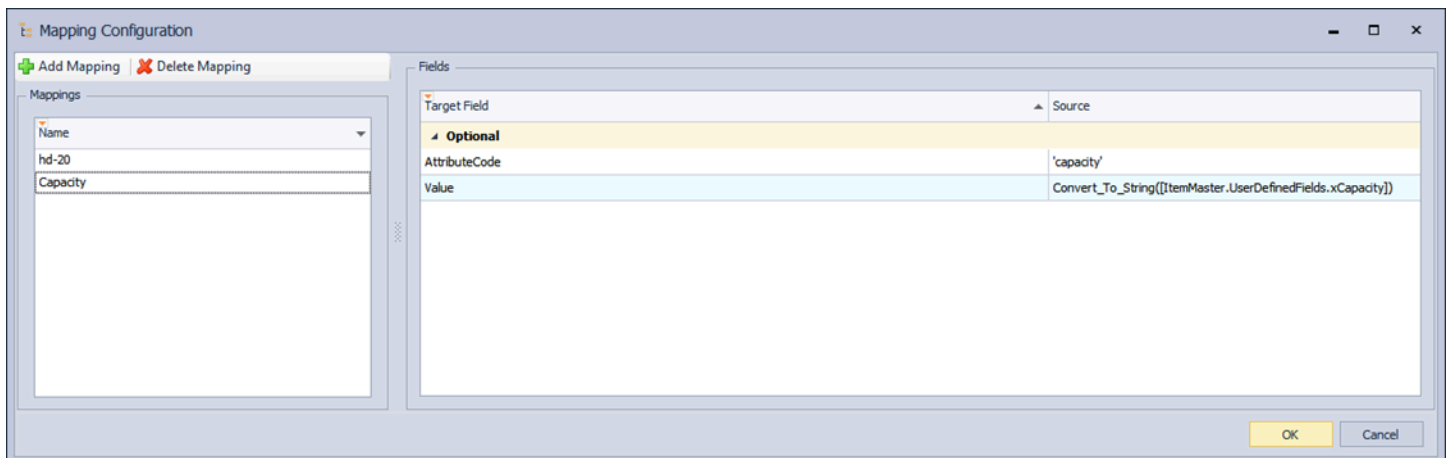 Mapping Configuration
Add Mapping Delete Mapping
Mappings
Name
hd-20
Capacity
Fields
Target Field Source
Optional
AttributeCode 'capacity'
Value Convert_To_String([ItemMaster.UserDefinedFields.xCapacity])
OK Cancel